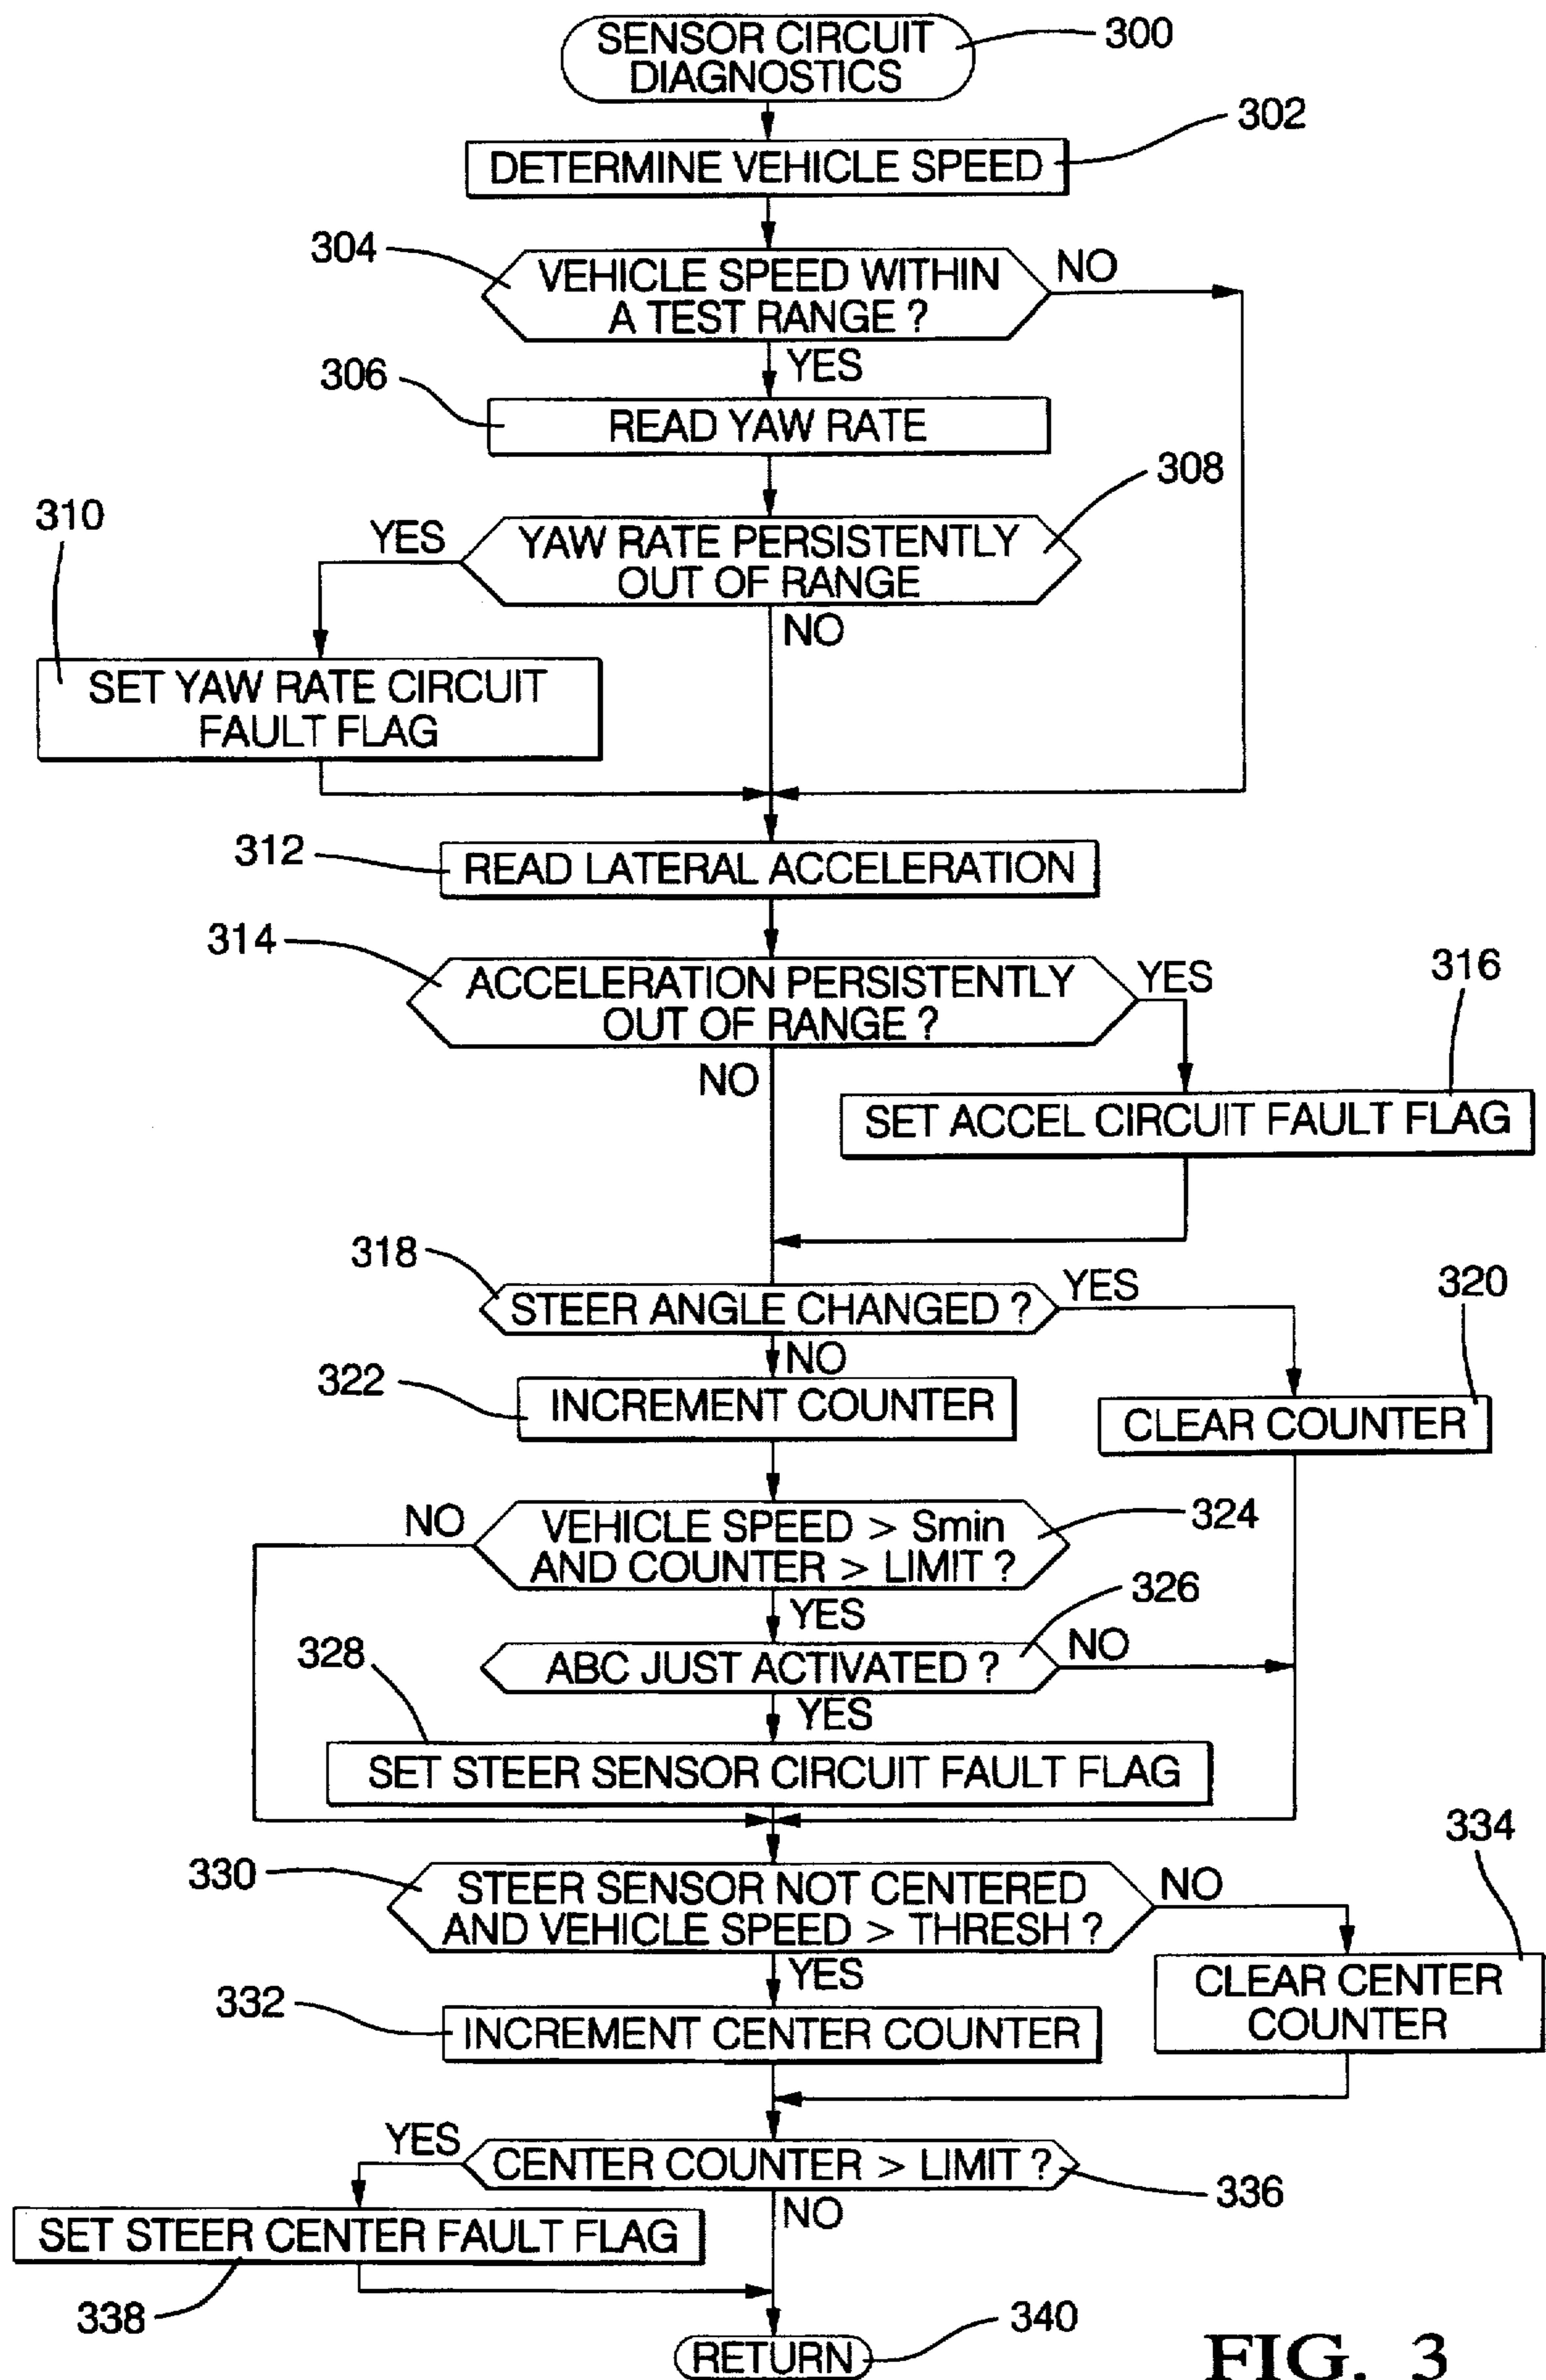 SENSOR CIRCUIT
DIAGNOSTICS
300
302
DETERMINE VEHICLE SPEED
304
VEHICLE SPEED WITHIN
A TEST RANGE ?
NO
YES
306
READ YAW RATE
308
310
YES
YAW RATE PERSISTENTLY
OUT OF RANGE
NO
SET YAW RATE CIRCUIT
FAULT FLAG
312
READ LATERAL ACCELERATION
314
ACCELERATION PERSISTENTLY
OUT OF RANGE ?
YES
316
NO
SET ACCEL CIRCUIT FAULT FLAG
318
STEER ANGLE CHANGED ?
YES
320
NO
322
INCREMENT COUNTER
CLEAR COUNTER
NO
VEHICLE SPEED > Smin
AND COUNTER > LIMIT ?
324
YES
326
328
ABC JUST ACTIVATED ?
NO
YES
SET STEER SENSOR CIRCUIT FAULT FLAG
334
330
STEER SENSOR NOT CENTERED
AND VEHICLE SPEED > THRESH ?
NO
YES
332
INCREMENT CENTER COUNTER
CLEAR CENTER
COUNTER
YES
CENTER COUNTER > LIMIT ?
336
NO
SET STEER CENTER FAULT FLAG
338
340
RETURN
FIG. 3